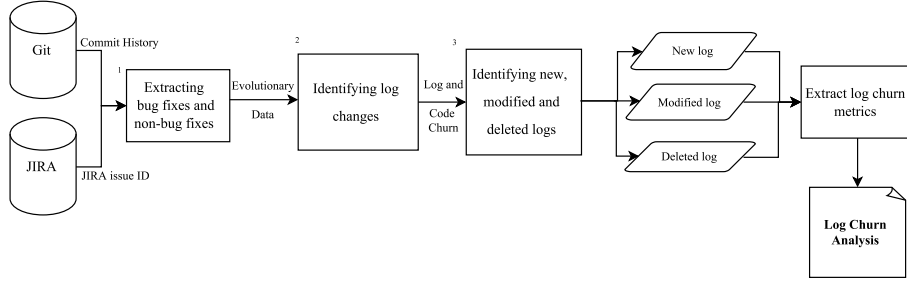 Git
Commit History
JIRA
JIRA issue ID
1
Extracting
bug fixes and
non-bug fixes
Evolutionary
Data
2
Identifying log
changes
Log and
Code
Churn
3
Identifying new,
modified and
deleted logs
New log
Modified log
Deleted log
Extract log churn
metrics
Log Churn
Analysis